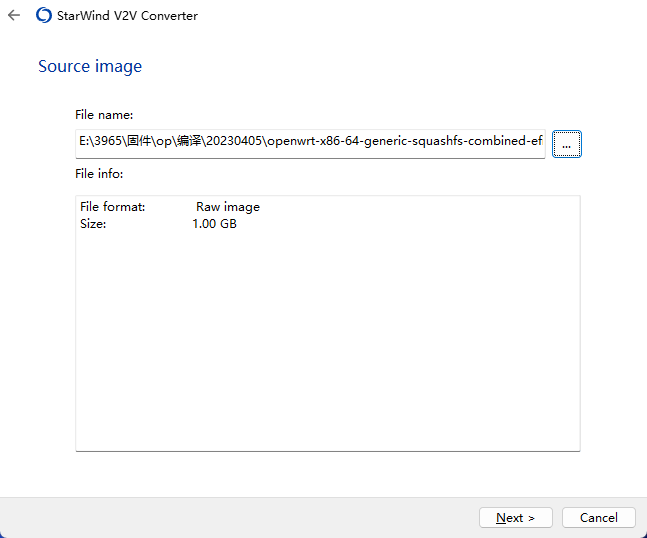 StarWind V2V Converter
Source image
File name:
E:\3965\固件\op\编译\20230405\openwrt-x86-64-generic-squashfs-combined-ef
...
File info:
File format: Raw image
Size: 1.00 GB
Next >
Cancel